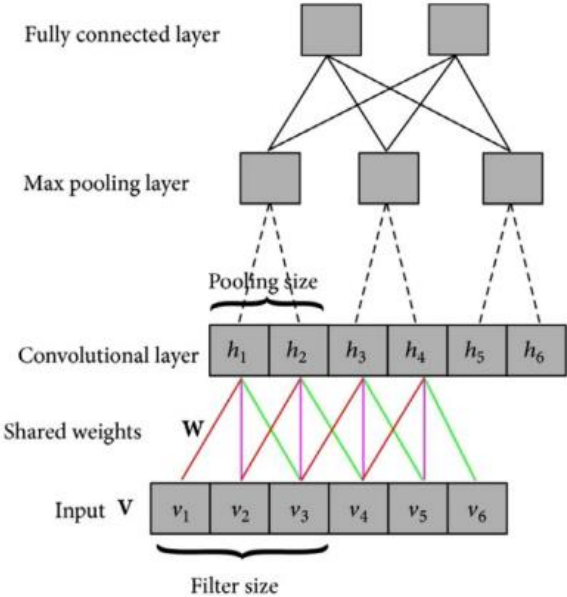 Fully connected layer
Max pooling layer
Pooling size
Convolutional layer h1 h2 h3 h4 h5 h6
Shared weights W
Input V v1 v2 v3 v4 v5 v6
Filter size